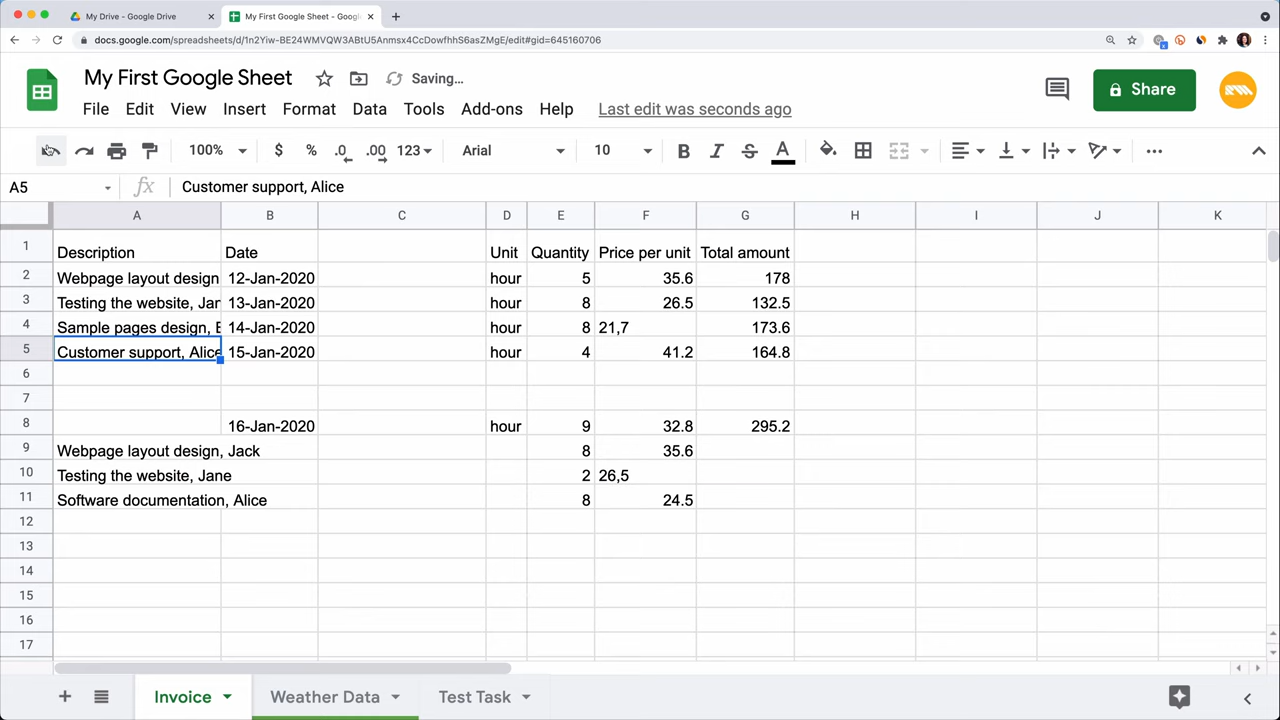 My Drive - Google Drive
My First Google Sheet - Goog
docs.google.com/spreadsheets/d/1n2Yiw-BE24WMVQW3ABtU5Anmsx4CcDowfhhS6asZMgE/edit#gid=645160706
My First Google Sheet
Saving...
File Edit View Insert Format Data Tools Add-ons Help Last edit was seconds ago
Share
100% $ % .0 .00 123 Arial 10 B I S A
A5 fx Customer support, Alice
A B C D E F G H I J K
1 Description Date Unit Quantity Price per unit Total amount
2 Webpage layout design 12-Jan-2020 hour 5 35.6 178
3 Testing the website, Jan 13-Jan-2020 hour 8 26.5 132.5
4 Sample pages design, 14-Jan-2020 hour 8 21,7 173.6
5 Customer support, Alice 15-Jan-2020 hour 4 41.2 164.8
6
7
8 16-Jan-2020 hour 9 32.8 295.2
9 Webpage layout design, Jack 8 35.6
10 Testing the website, Jane 2 26,5
11 Software documentation, Alice 8 24.5
12
13
14
15
16
17
Invoice Weather Data Test Task